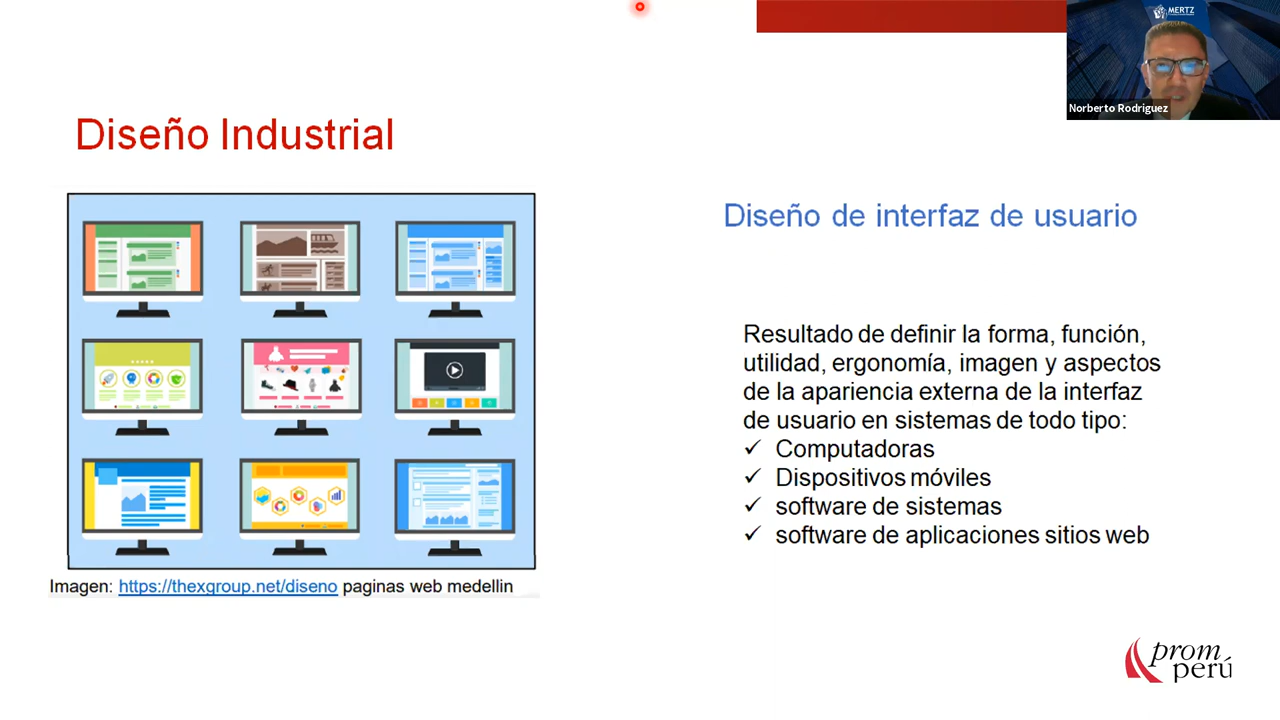 MERTZ
Norberto Rodriguez
Diseño Industrial
Diseño de interfaz de usuario
Resultado de definir la forma, función,
utilidad, ergonomía, imagen y aspectos
de la apariencia externa de la interfaz
de usuario en sistemas de todo tipo:
✓ Computadoras
✓ Dispositivos móviles
✓ software de sistemas
✓ software de aplicaciones sitios web
Imagen: https://thexgroup.net/diseno paginas web medellin
prom
perú